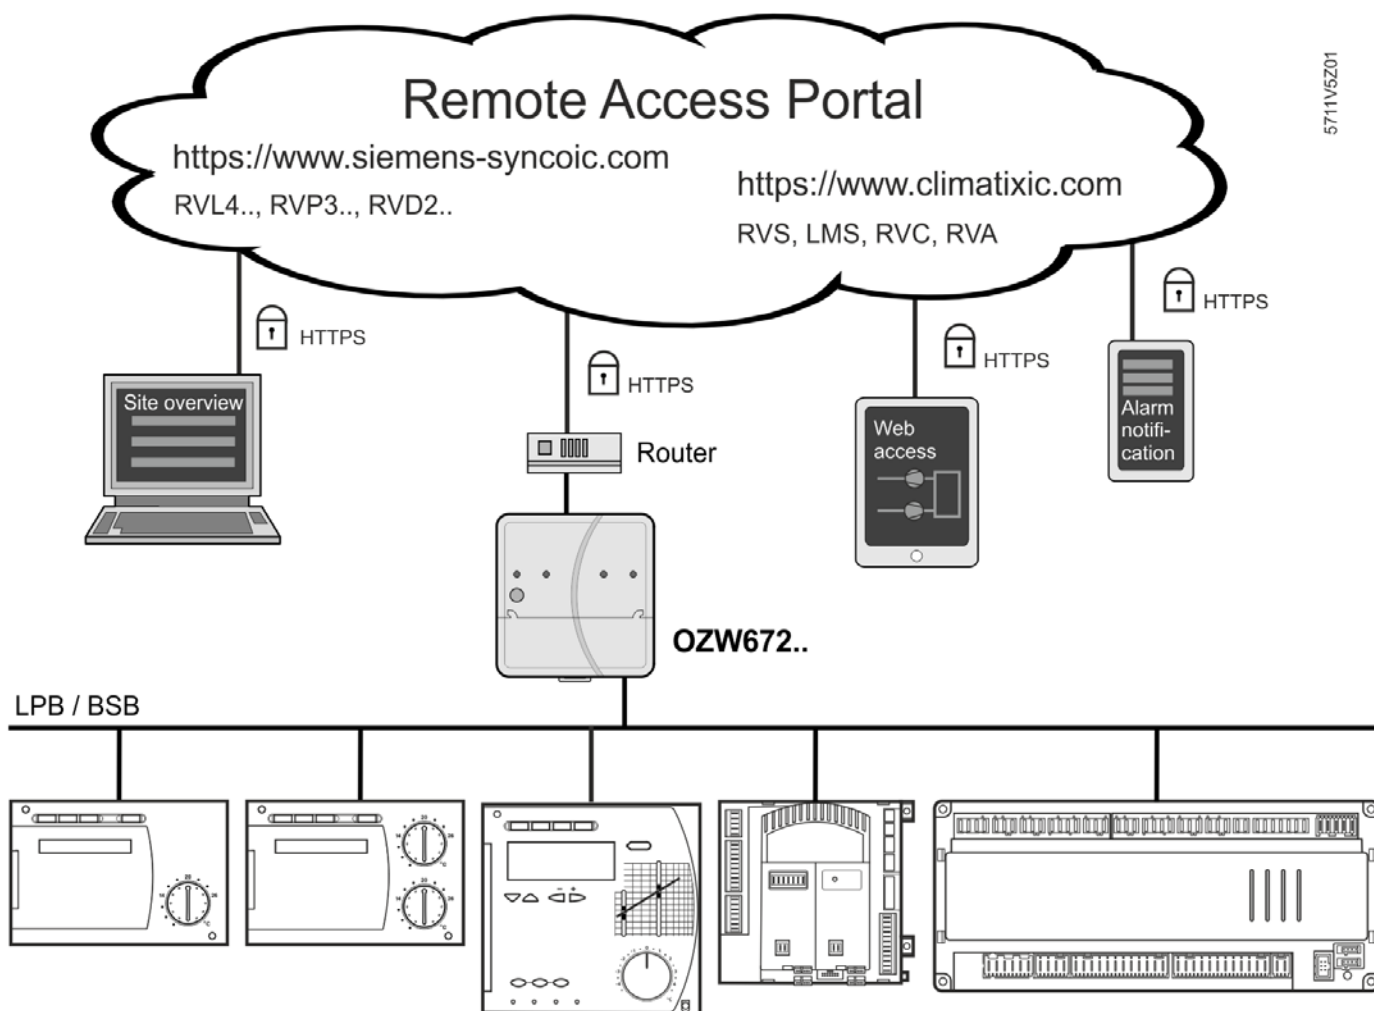 Remote Access Portal
5711V5Z01
https://www.siemens-syncoic.com
RVL4.., RVP3.., RVD2..
https://www.climatixic.com
RVS, LMS, RVC, RVA
HTTPS
HTTPS
HTTPS
HTTPS
Site overview
Router
Web
access
Alarm
notifi-
cation
OZW672..
LPB / BSB